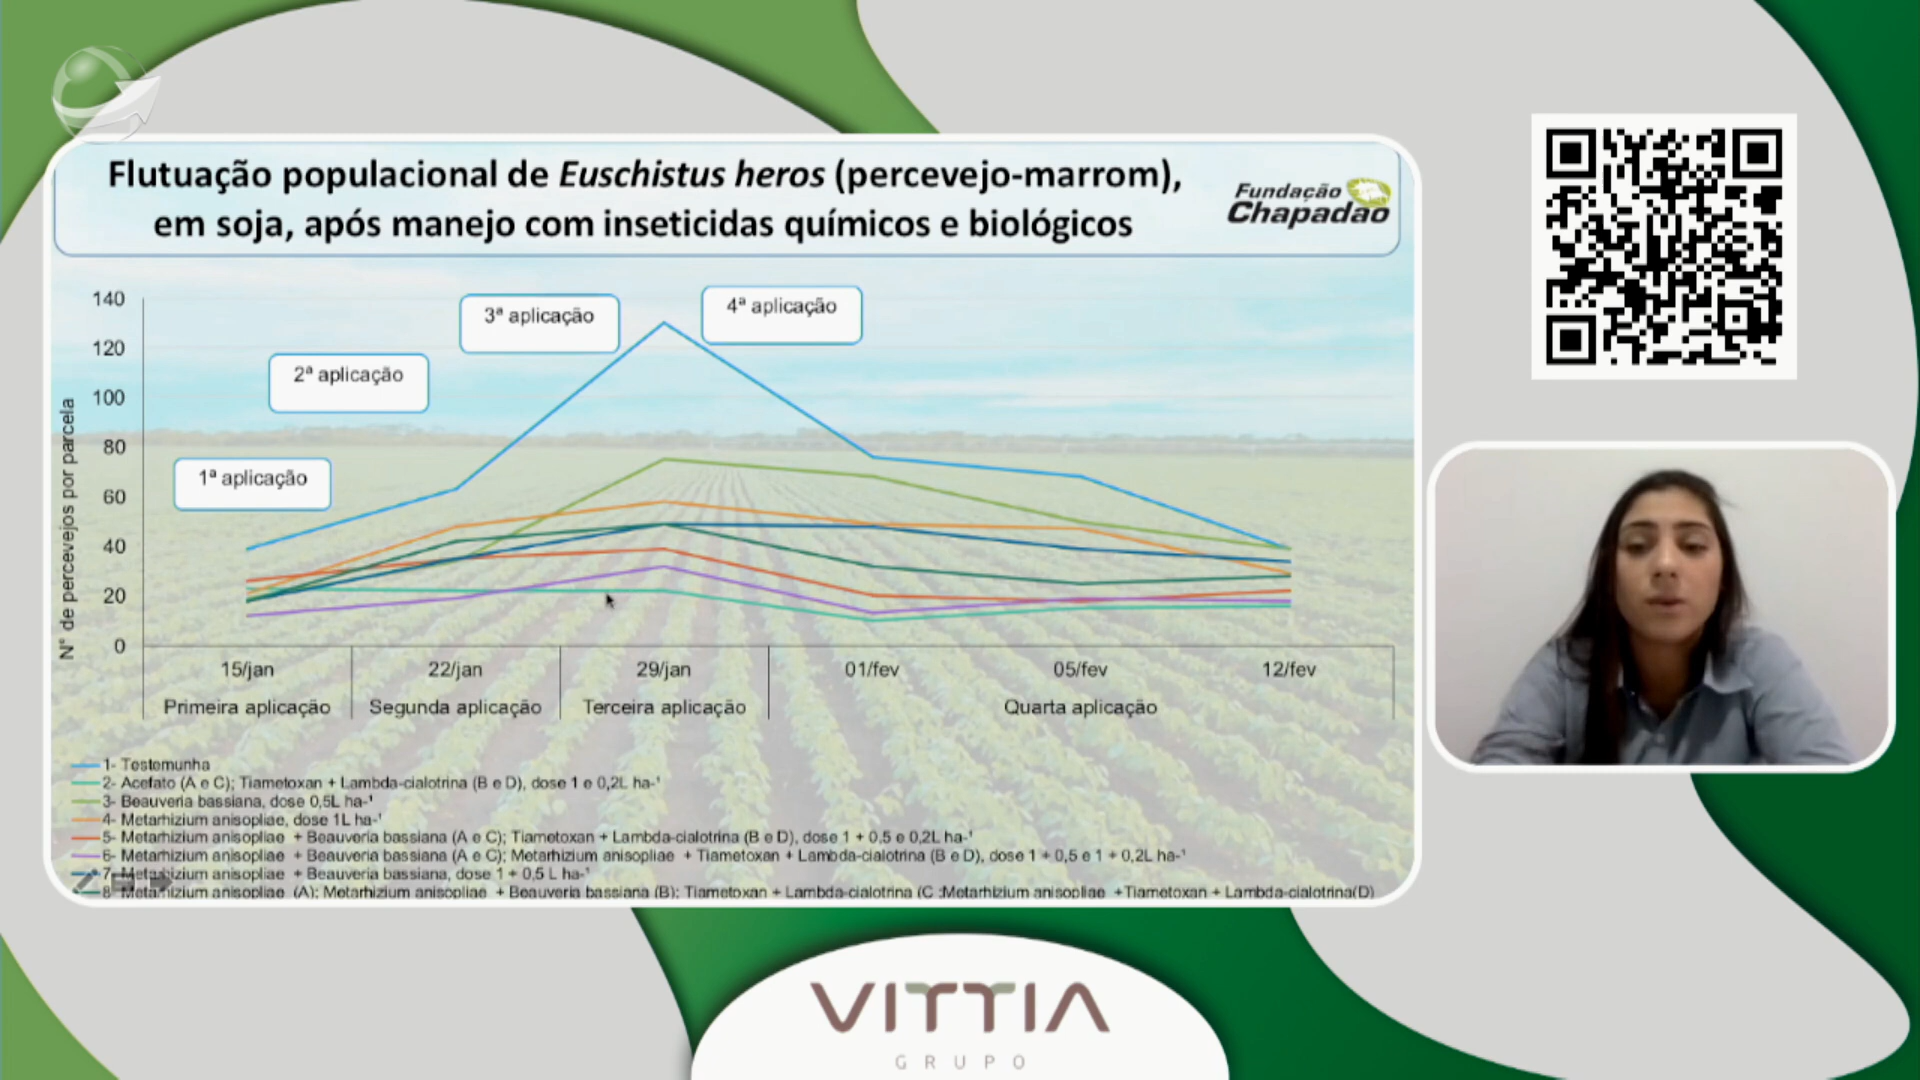 Flutuação populacional de Euschistus heros (percevejo-marrom),
em soja, após manejo com inseticidas químicos e biológicos
Fundação
Chapadão
140
120
100
80
60
40
20
0
N° de percevejos por parcela
1ª aplicação
2ª aplicação
3ª aplicação
4ª aplicação
15/jan
22/jan
29/jan
01/fev
05/fev
12/fev
Primeira aplicação
Segunda aplicação
Terceira aplicação
Quarta aplicação
1- Testemunha
2- Acefato (A e C); Tiametoxan + Lambda-cialotrina (B e D), dose 1 e 0,2L ha-¹
3- Beauveria bassiana, dose 0,5L ha-¹
4- Metarhizium anisopliae, dose 1L ha-¹
5- Metarhizium anisopliae + Beauveria bassiana (A e C); Tiametoxan + Lambda-cialotrina (B e D), dose 1 + 0,5 e 0,2L ha-¹
6- Metarhizium anisopliae + Beauveria bassiana (A e C); Metarhizium anisopliae + Tiametoxan + Lambda-cialotrina (B e D), dose 1 + 0,5 e 1 + 0,2L ha-¹
7- Metarhizium anisopliae + Beauveria bassiana, dose 1 + 0,5 L ha-¹
8- Metarhizium anisopliae (A); Metarhizium anisopliae + Beauveria bassiana (B); Tiametoxan + Lambda-cialotrina (C ;Metarhizium anisopliae +Tiametoxan + Lambda-cialotrina(D)
VITTIA
GRUPO